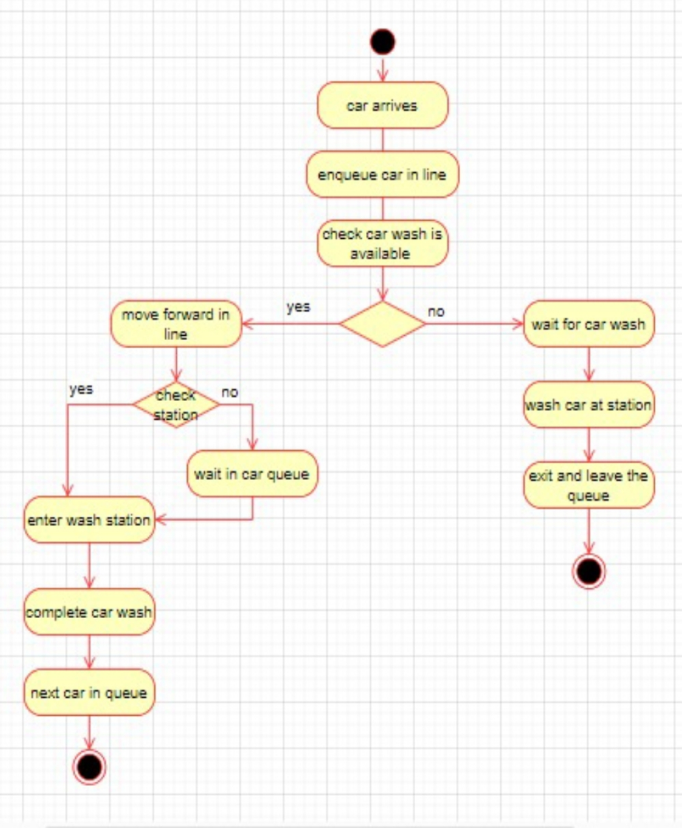 car arrives
enqueue car in line
check car wash is
available
yes
no
move forward in
line
wait for car wash
yes
check
station
no
wash car at station
wait in car queue
exit and leave the
queue
enter wash station
complete car wash
next car in queue